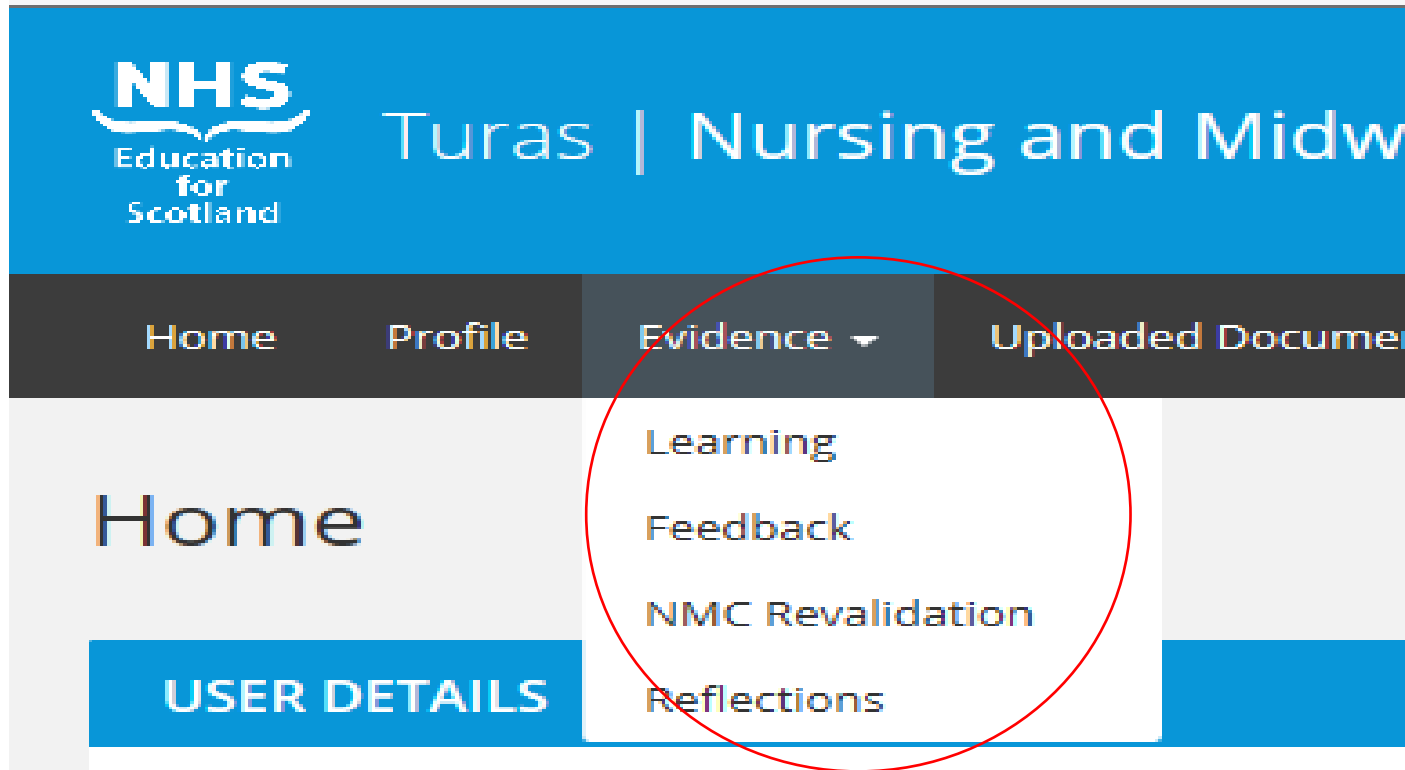 NHS
Education
for
Scotland
Turas | Nursing and Midw
Home Profile Evidence Uploaded Documen
Learning
Feedback
NMC Revalidation
Reflections
Home
USER DETAILS